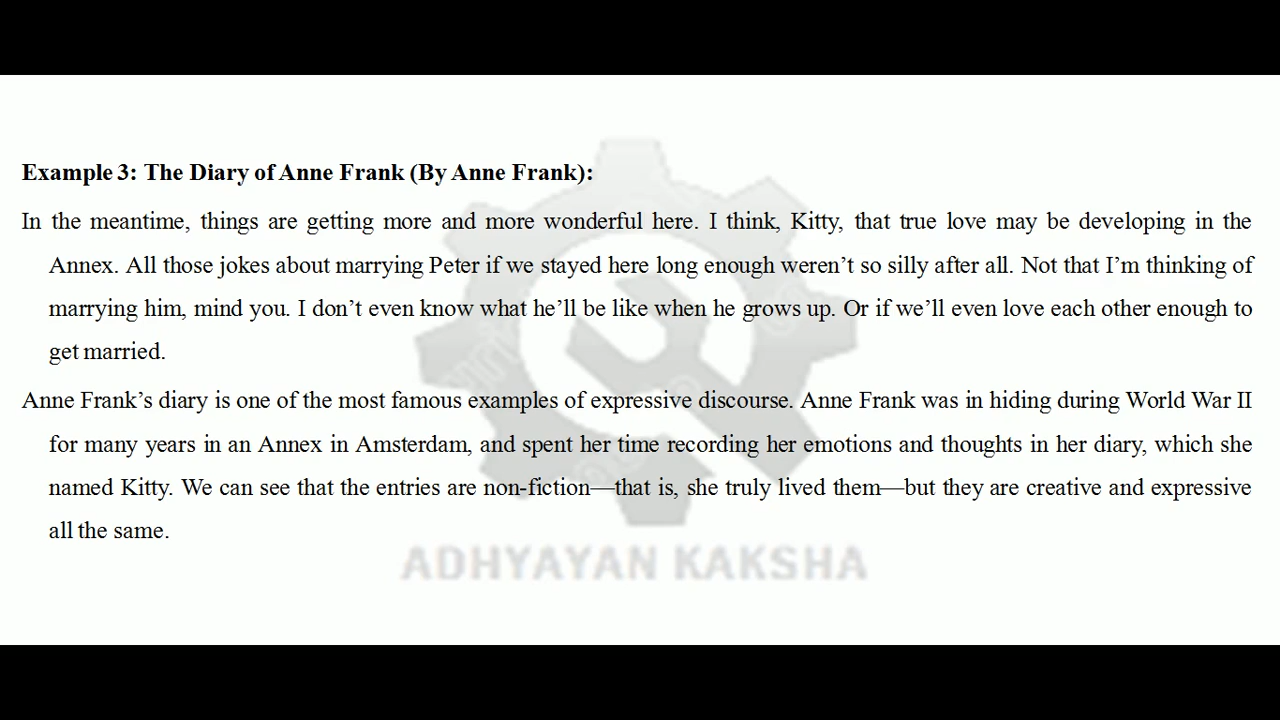 Example 3: The Diary of Anne Frank (By Anne Frank):
In the meantime, things are getting more and more wonderful here. I think, Kitty, that true love may be developing in the
Annex. All those jokes about marrying Peter if we stayed here long enough weren’t so silly after all. Not that I’m thinking of
marrying him, mind you. I don’t even know what he’ll be like when he grows up. Or if we’ll even love each other enough to
get married.
Anne Frank’s diary is one of the most famous examples of expressive discourse. Anne Frank was in hiding during World War II
for many years in an Annex in Amsterdam, and spent her time recording her emotions and thoughts in her diary, which she
named Kitty. We can see that the entries are non-fiction—that is, she truly lived them—but they are creative and expressive
all the same.
ADHYAYAN KAKSHA